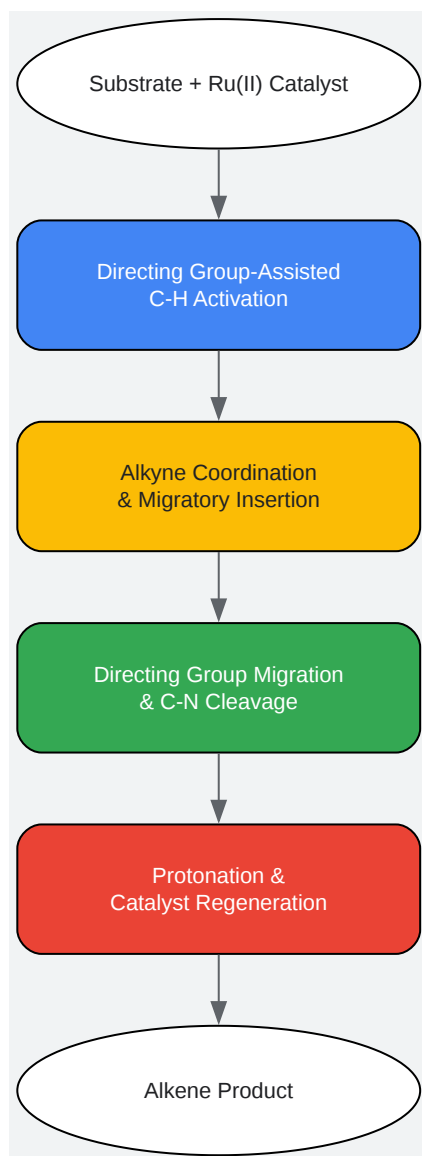 Substrate + Ru(II) Catalyst
Directing Group-Assisted
C-H Activation
Alkyne Coordination
& Migratory Insertion
Directing Group Migration
& C-N Cleavage
Protonation &
Catalyst Regeneration
Alkene Product